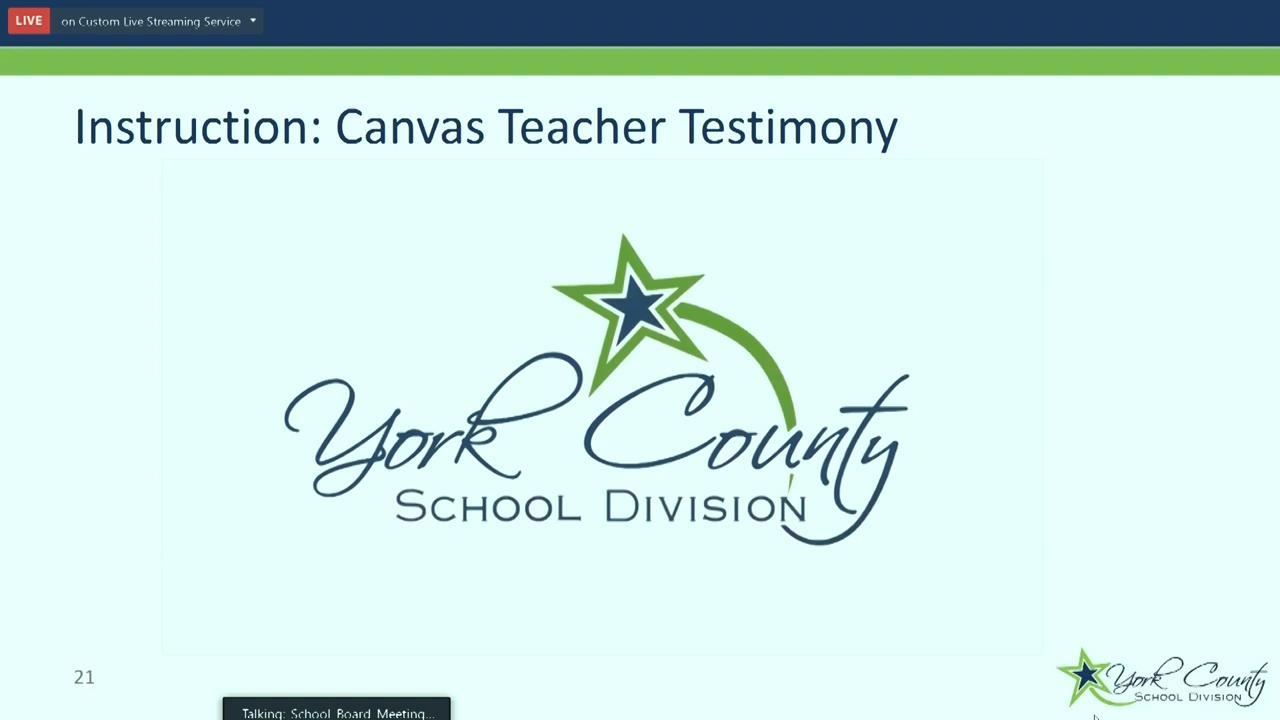 LIVE on Custom Live Streaming Service
Instruction: Canvas Teacher Testimony
York County
SCHOOL DIVISION
21
York County
SCHOOL DIVISION
Talking: School Board Meeting...